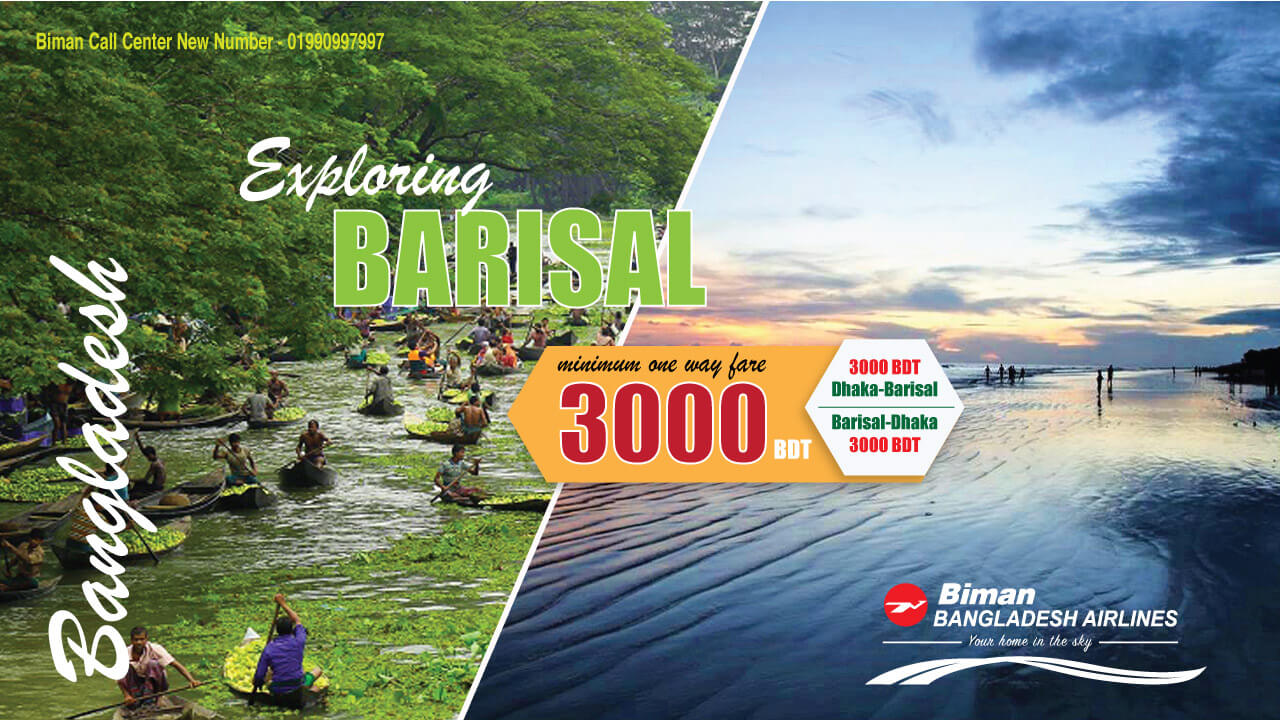 Biman Call Center New Number - 01990997997
Exploring
BARISAL
Bangladesh
minimum one way fare
3000 BDT
3000 BDT
Dhaka-Barisal
Barisal-Dhaka
3000 BDT
Biman
BANGLADESH AIRLINES
Your home in the sky